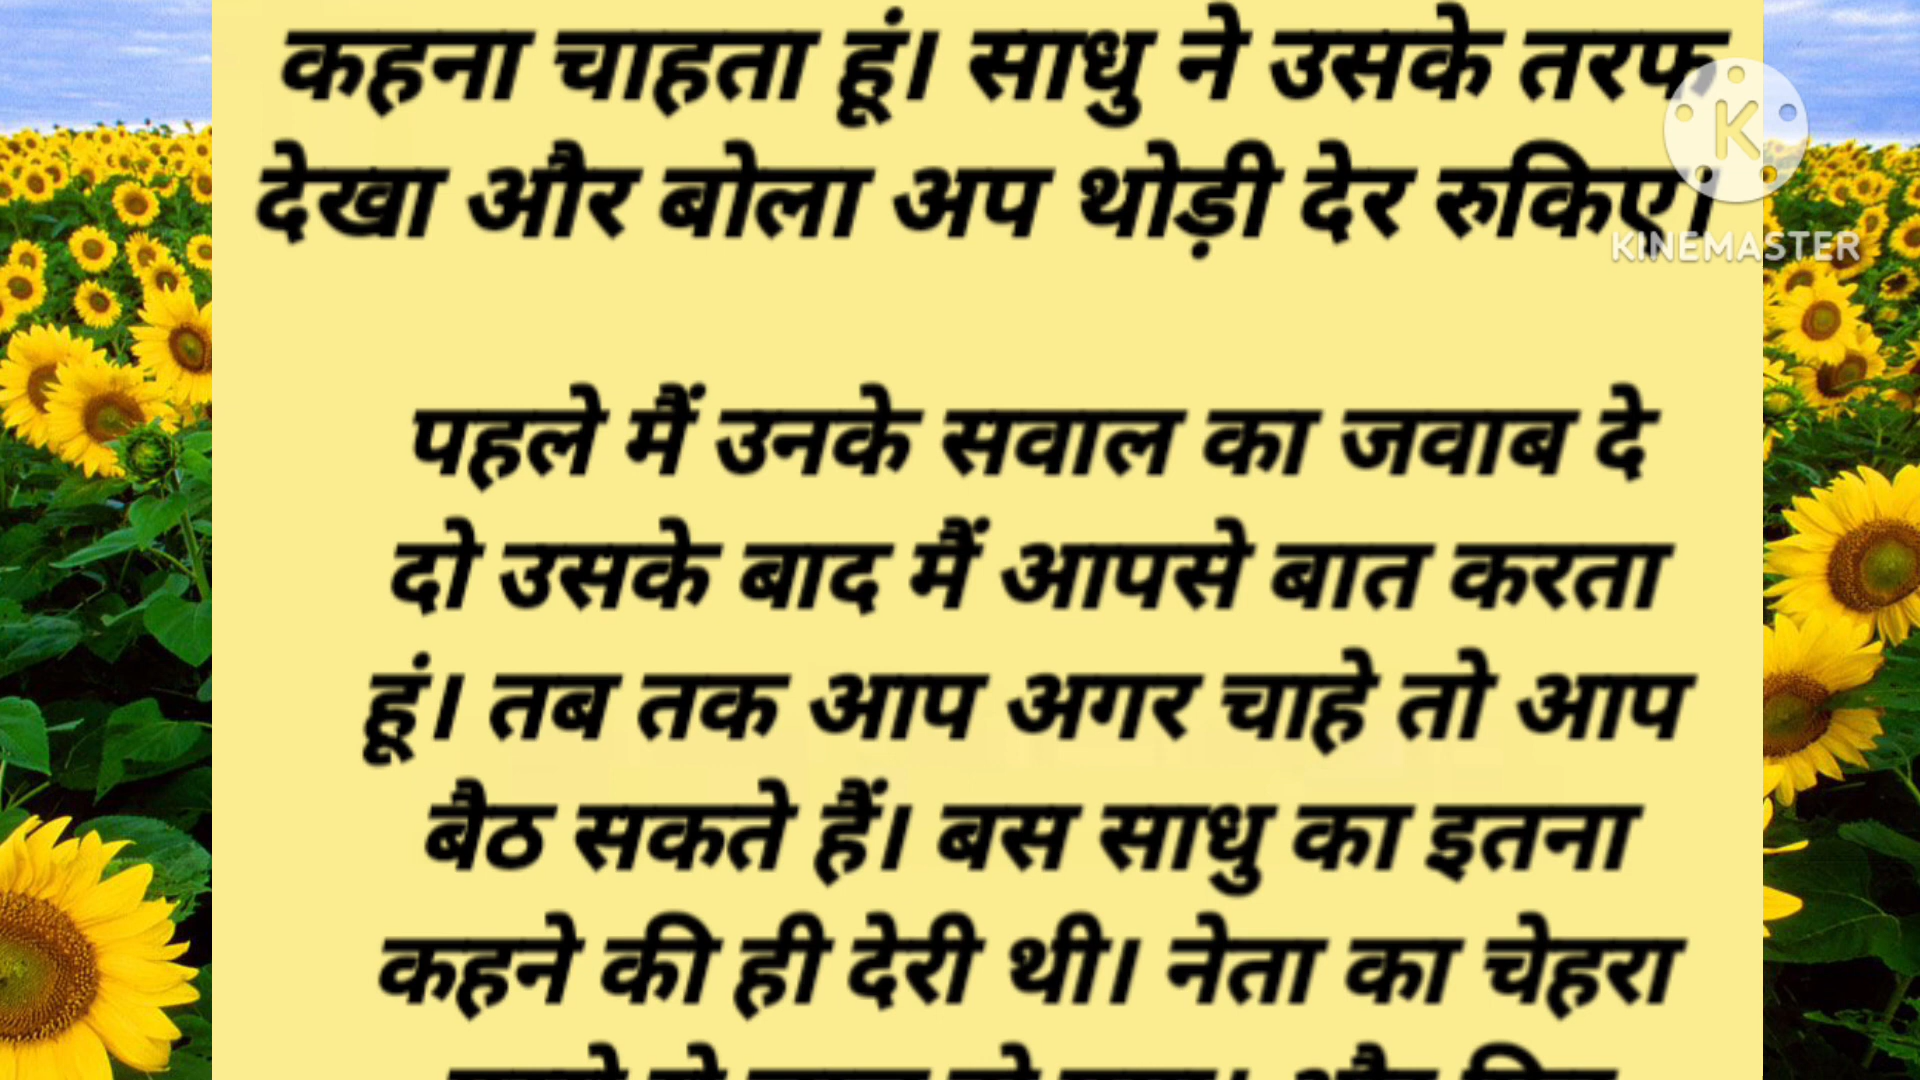 कहना चाहता हूं। साधु ने उसके तरफ
देखा और बोला अप थोड़ी देर रुकिए।
पहले मैं उनके सवाल का जवाब दे
दो उसके बाद मैं आपसे बात करता
हूं। तब तक आप अगर चाहे तो आप
बैठ सकते हैं। बस साधु का इतना
कहने की ही देरी थी। नेता का चेहरा
K
KINEMASTER